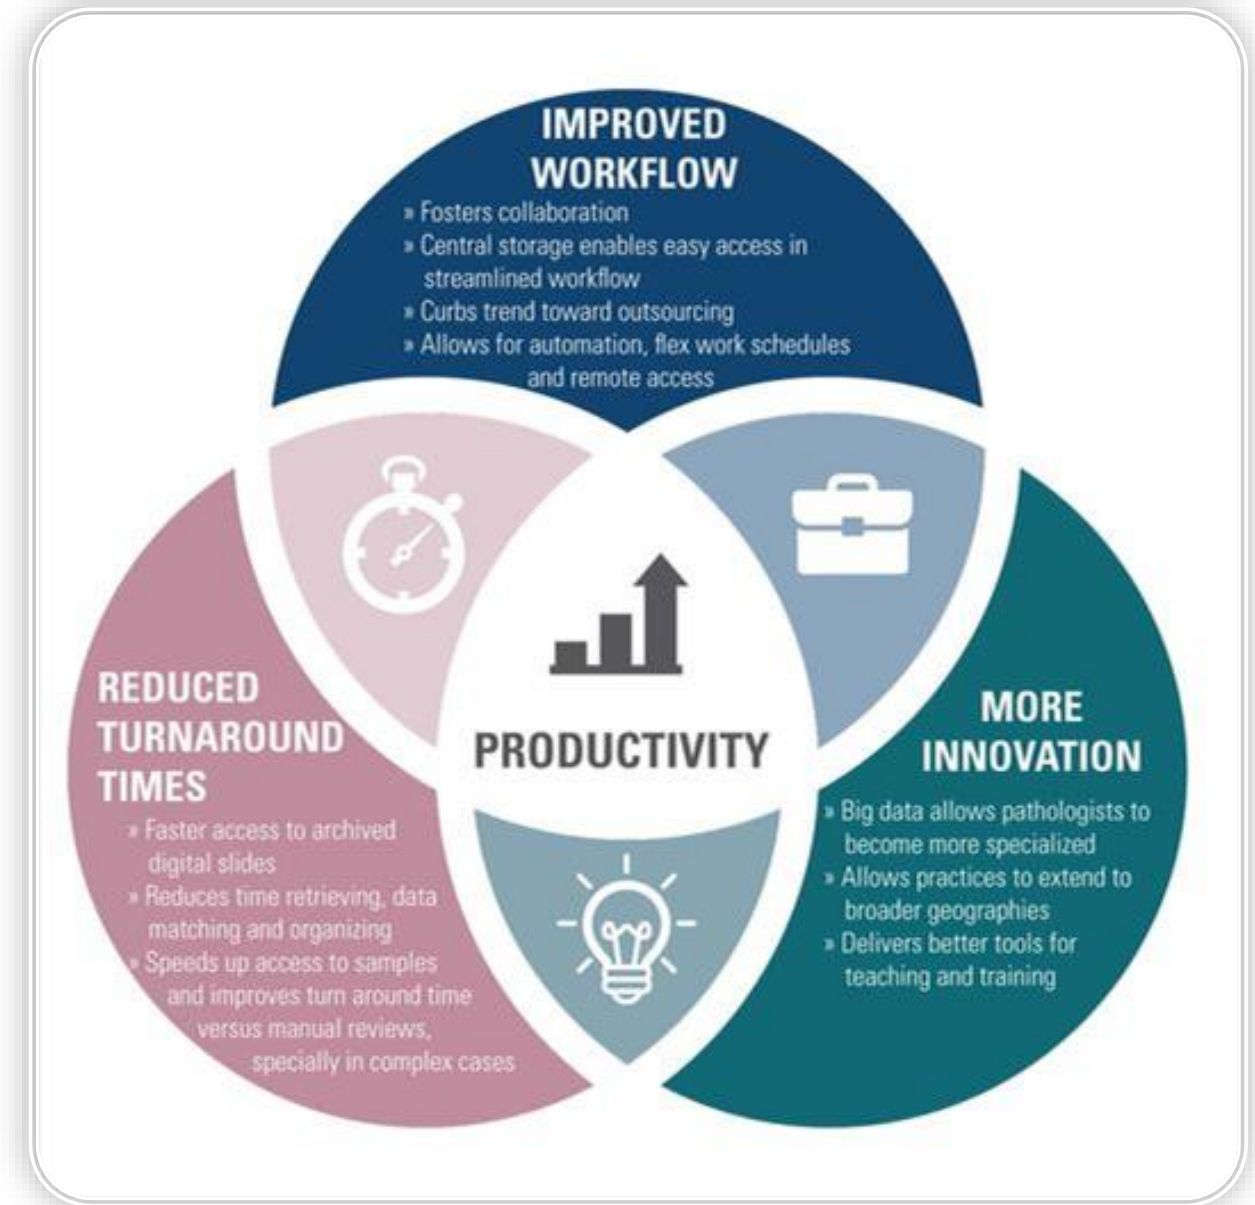 IMPROVED
WORKFLOW
» Fosters collaboration
» Central storage enables easy access in
streamlined workflow
» Curbs trend toward outsourcing
» Allows for automation, flex work schedules
and remote access
REDUCED
TURNAROUND
TIMES
» Faster access to archived
digital slides
» Reduces time retrieving, data
matching and organizing
» Speeds up access to samples
and improves turn around time
versus manual reviews,
specially in complex cases
PRODUCTIVITY
MORE
INNOVATION
» Big data allows pathologists to
become more specialized
» Allows practices to extend to
broader geographies
» Delivers better tools for
teaching and training